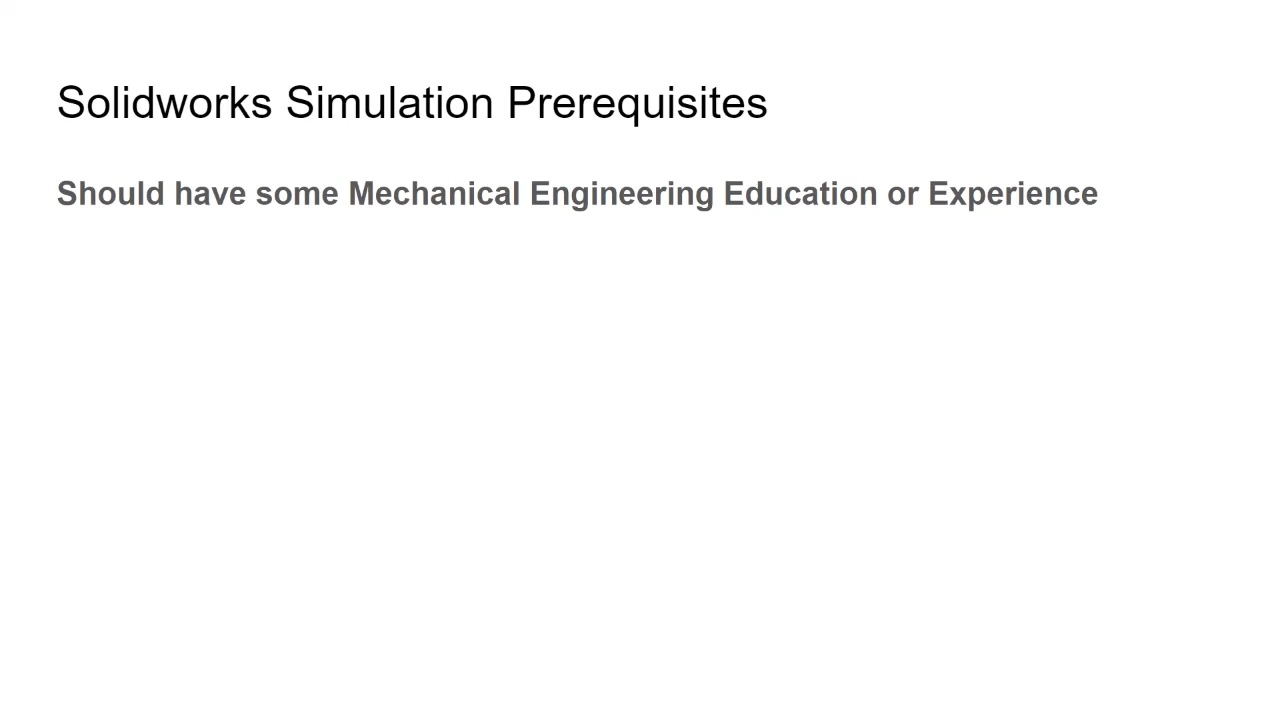 Solidworks Simulation Prerequisites
Should have some Mechanical Engineering Education or Experience